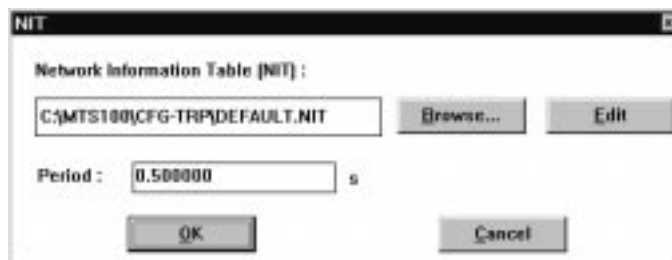 NIT
Network Information Table (NIT) :
C:\MTS100\CFG-TRP\DEFAULT.NIT Browse... Edit
Period : 0.500000 s
OK Cancel